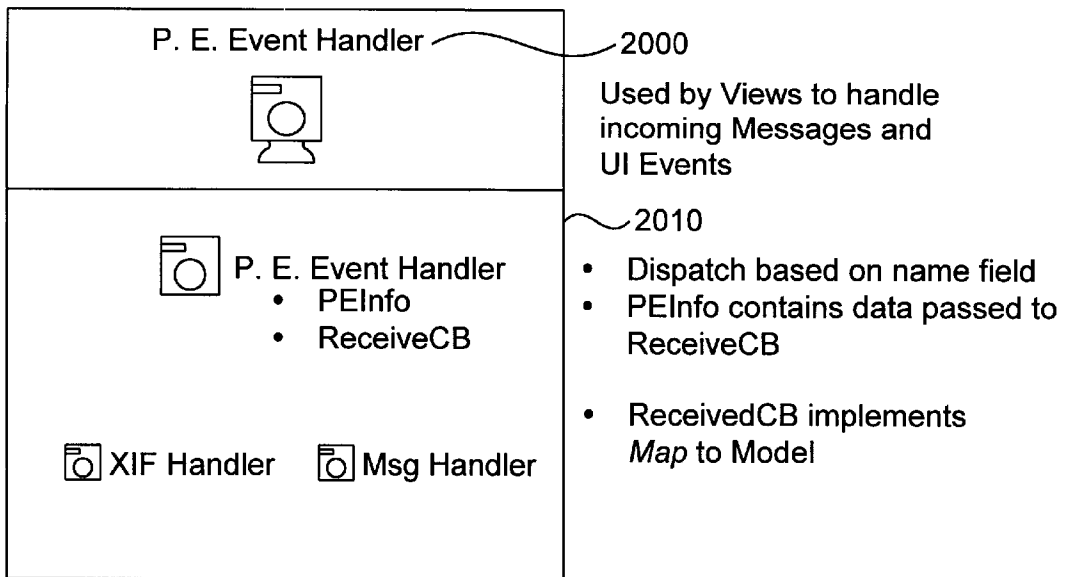 P. E. Event Handler
2000
Used by Views to handle
incoming Messages and
UI Events
2010
P. E. Event Handler
• PEInfo
• ReceiveCB
• Dispatch based on name field
• PEInfo contains data passed to
ReceiveCB
• ReceivedCB implements
Map to Model
XIF Handler
Msg Handler